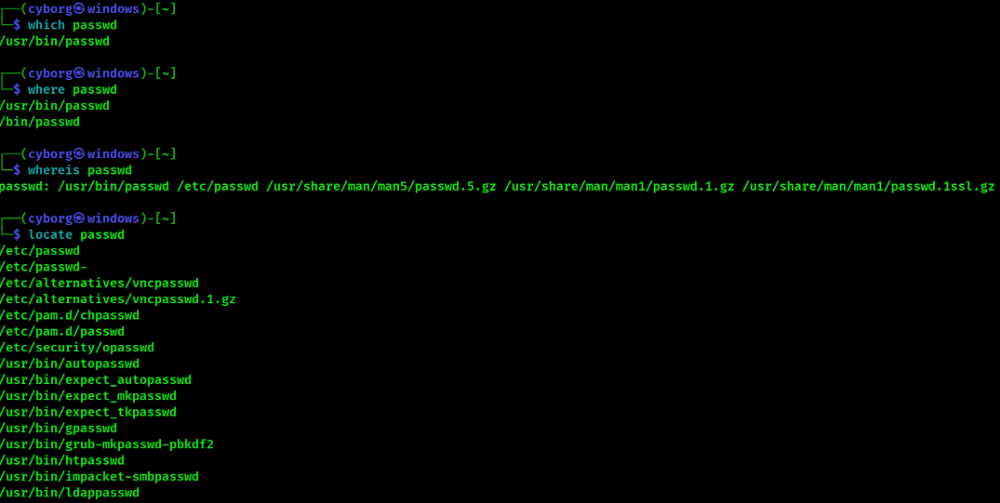 ┌──(cyborg㉿windows)-[~]
└─$ which passwd
/usr/bin/passwd
┌──(cyborg㉿windows)-[~]
└─$ where passwd
/usr/bin/passwd
/bin/passwd
┌──(cyborg㉿windows)-[~]
└─$ whereis passwd
passwd: /usr/bin/passwd /etc/passwd /usr/share/man/man5/passwd.5.gz /usr/share/man/man1/passwd.1.gz /usr/share/man/man1/passwd.1ssl.gz
┌──(cyborg㉿windows)-[~]
└─$ locate passwd
/etc/passwd
/etc/passwd-
/etc/alternatives/vncpasswd
/etc/alternatives/vncpasswd.1.gz
/etc/pam.d/chpasswd
/etc/pam.d/passwd
/etc/security/opasswd
/usr/bin/autopasswd
/usr/bin/expect_autopasswd
/usr/bin/expect_mkpasswd
/usr/bin/expect_tkpasswd
/usr/bin/gpasswd
/usr/bin/grub-mkpasswd-pbkdf2
/usr/bin/htpasswd
/usr/bin/impacket-smbpasswd
/usr/bin/ldappasswd